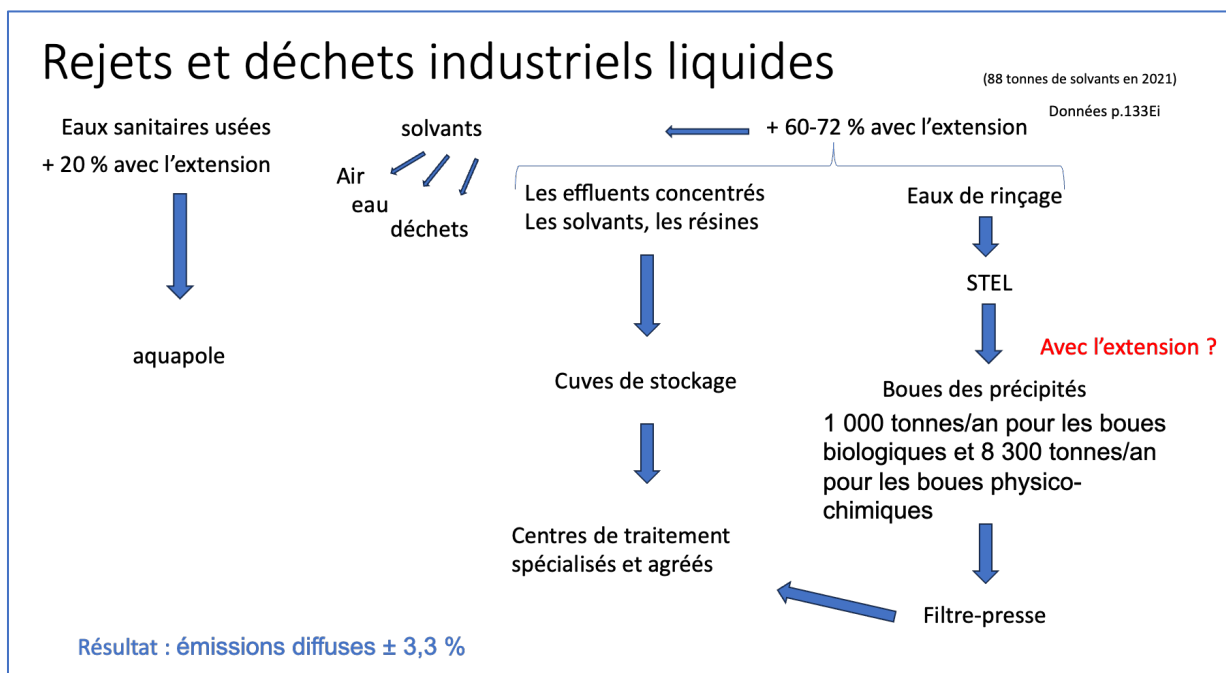 Rejets et déchets industriels liquides
(88 tonnes de solvants en 2021)
Données p.133Ei
Eaux sanitaires usées
+ 20 % avec l'extension
aquapole
solvants
Air
eau
déchets
+ 60-72 % avec l'extension
Les effluents concentrés
Les solvants, les résines
Cuves de stockage
Centres de traitement
spécialisés et agréés
Eaux de rinçage
STEL
Avec l'extension ?
Boues des précipités
1 000 tonnes/an pour les boues
biologiques et 8 300 tonnes/an
pour les boues physico-
chimiques
Filtre-presse
Résultat : émissions diffuses ± 3,3 %